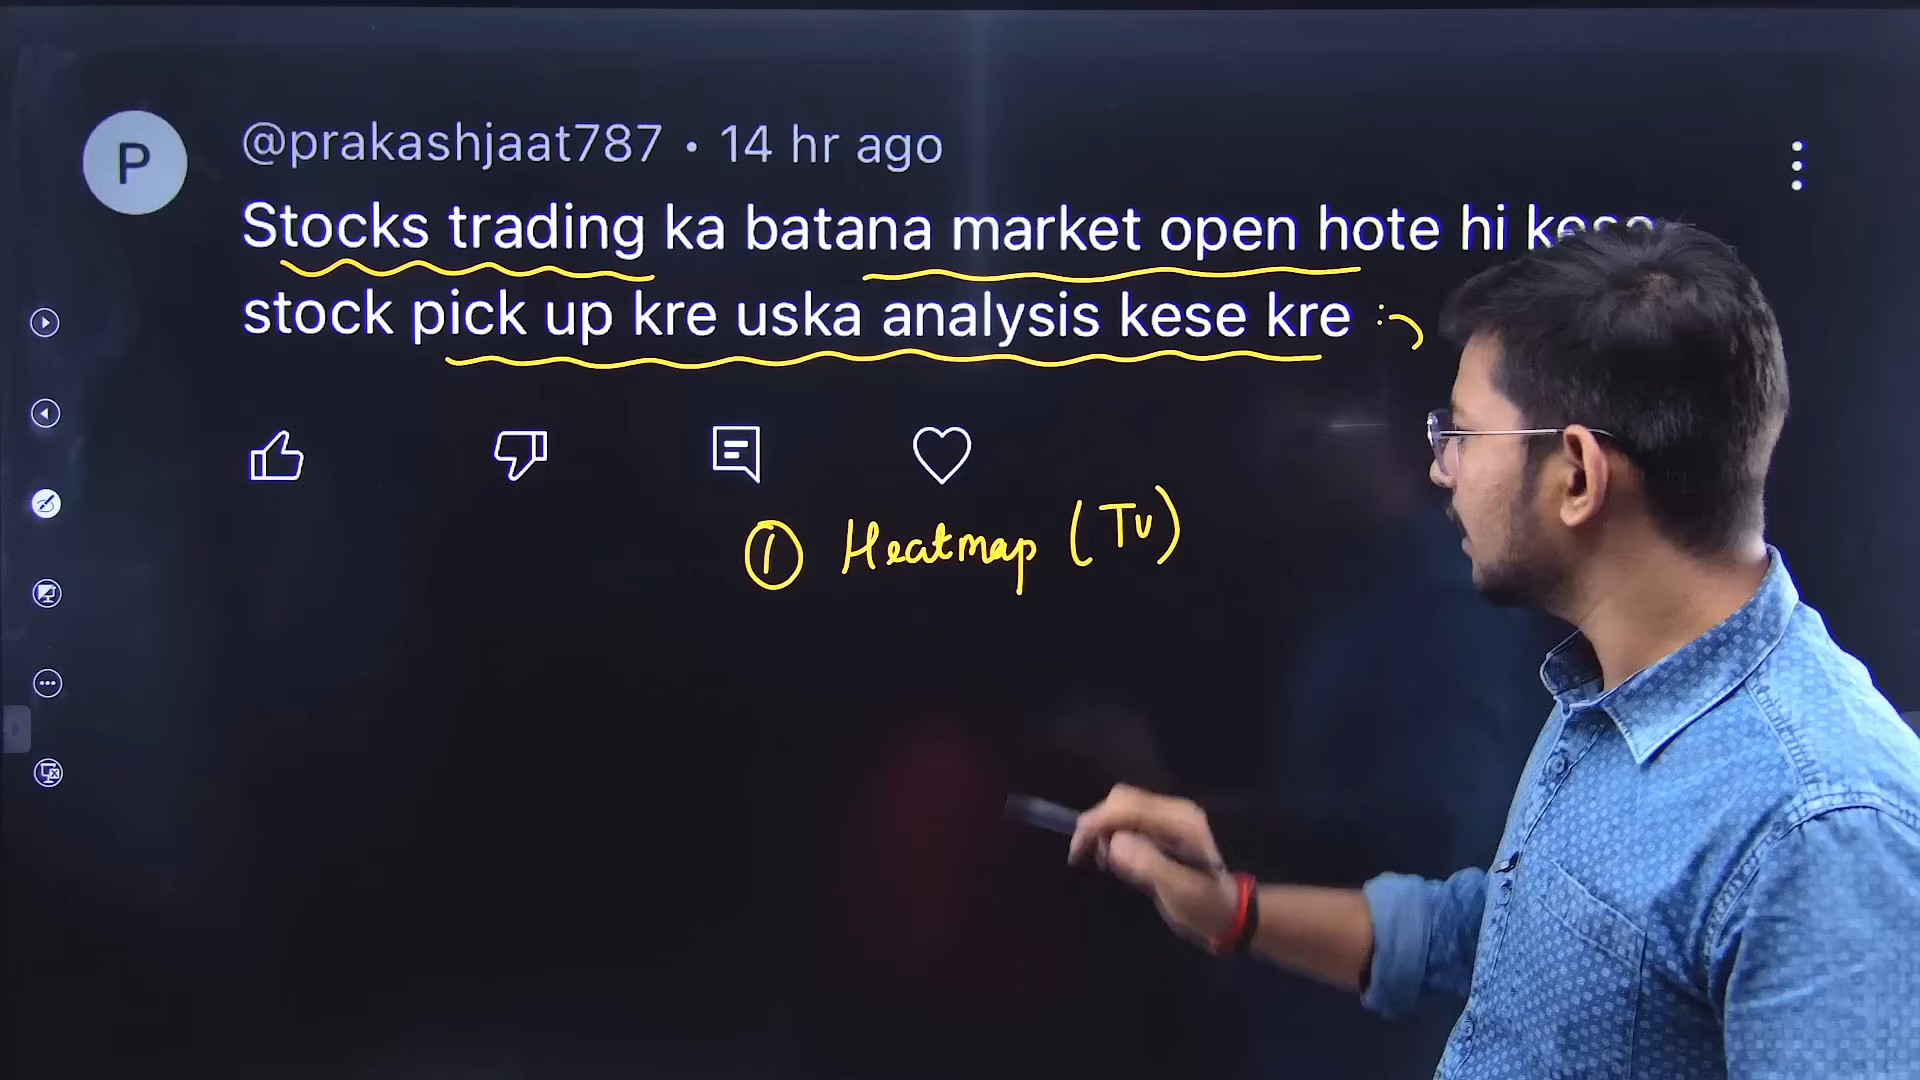 P
@prakashjaat787 • 14 hr ago
Stocks trading ka batana market open hote hi kese
stock pick up kre uska analysis kese kre :
① Heatmap (TV)